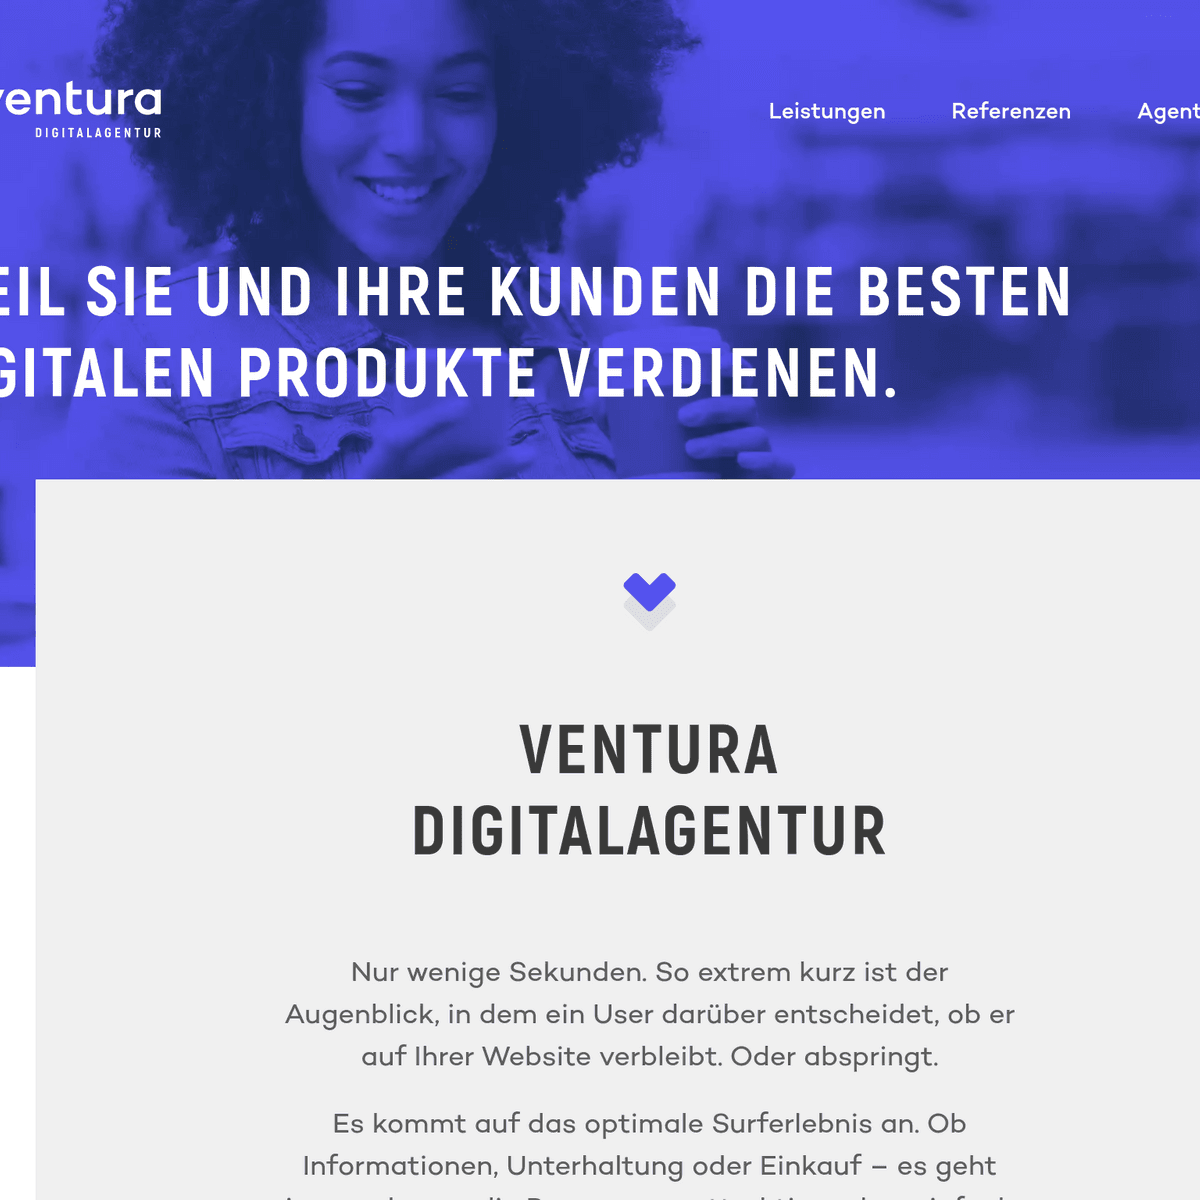 ventura
DIGITALAGENTUR
Leistungen Referenzen Agent
EIL SIE UND IHRE KUNDEN DIE BESTEN
GITALEN PRODUKTE VERDIENEN.
VENTURA
DIGITALAGENTUR
Nur wenige Sekunden. So extrem kurz ist der
Augenblick, in dem ein User darüber entscheidet, ob er
auf Ihrer Website verbleibt. Oder abspringt.
Es kommt auf das optimale Surferlebnis an. Ob
Informationen, Unterhaltung oder Einkauf – es geht